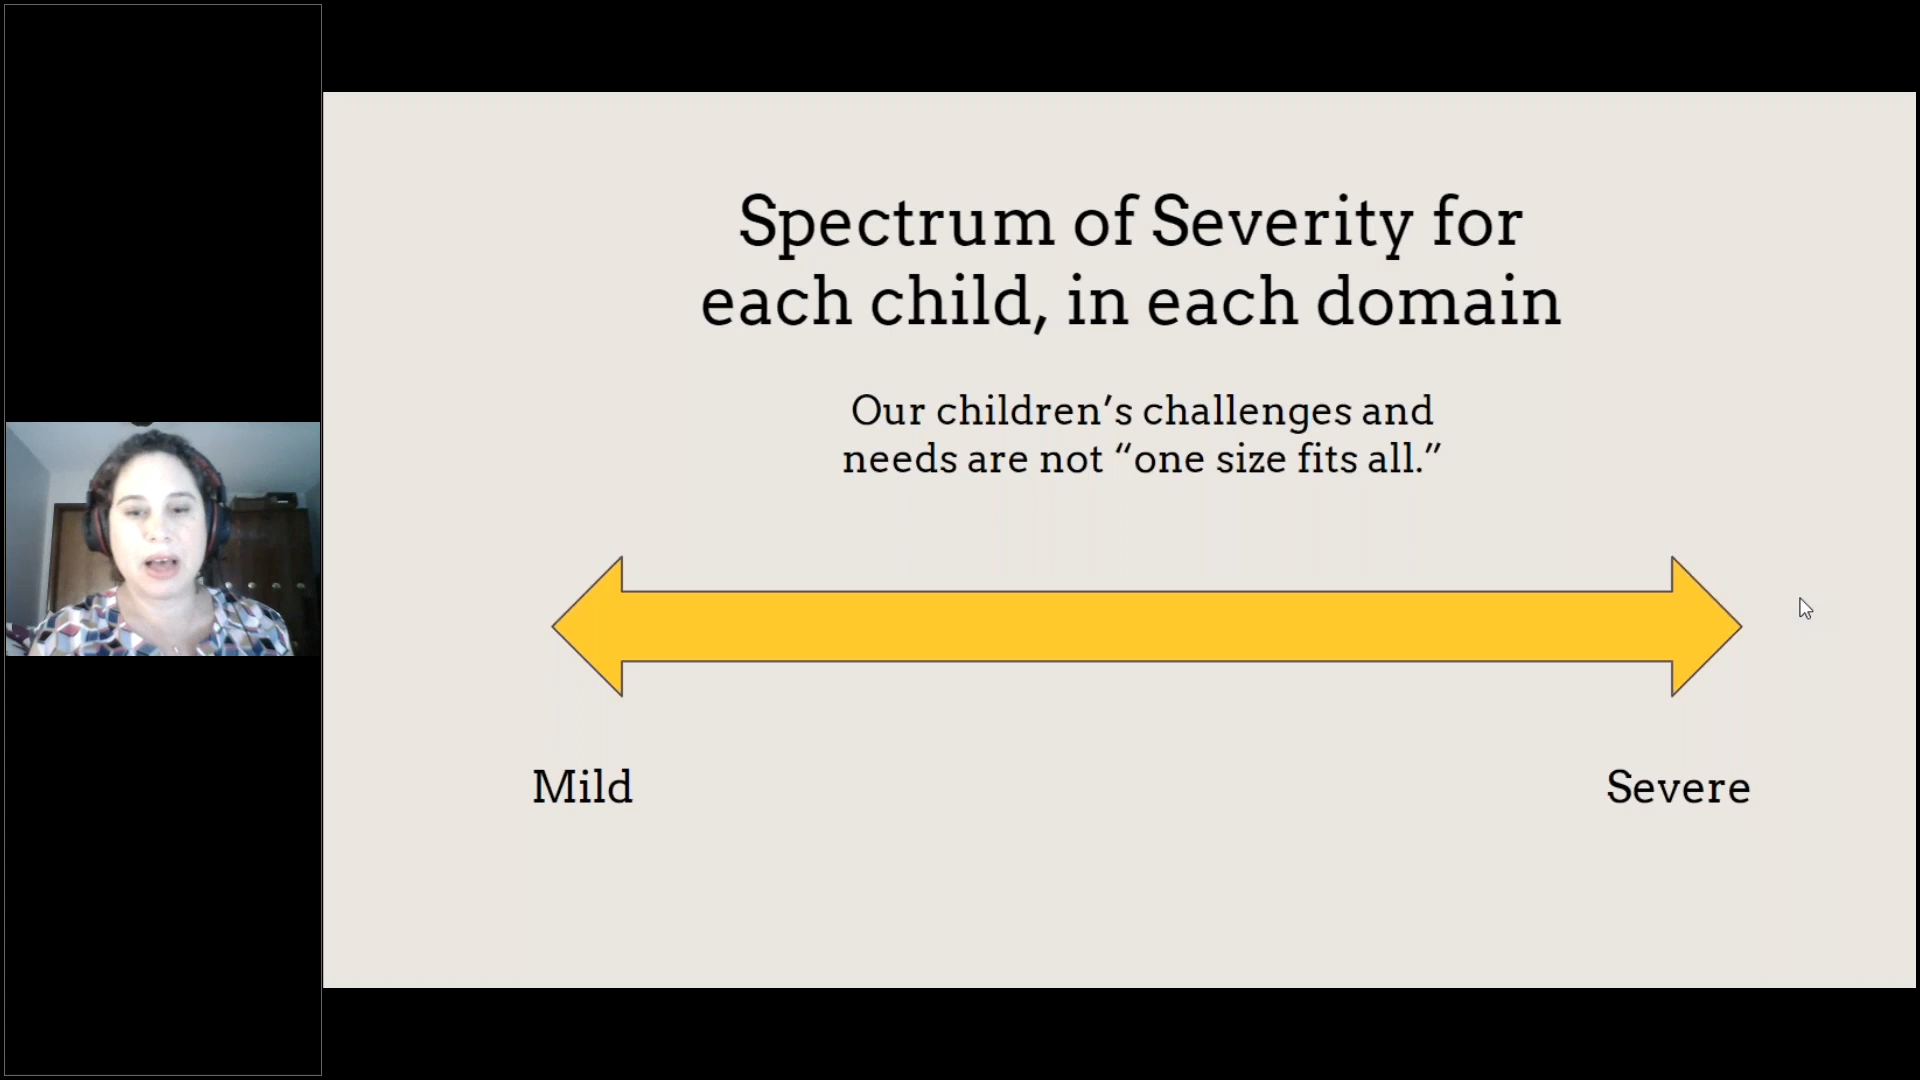 Spectrum of Severity for
each child, in each domain
Our children’s challenges and
needs are not “one size fits all.”
Mild
Severe